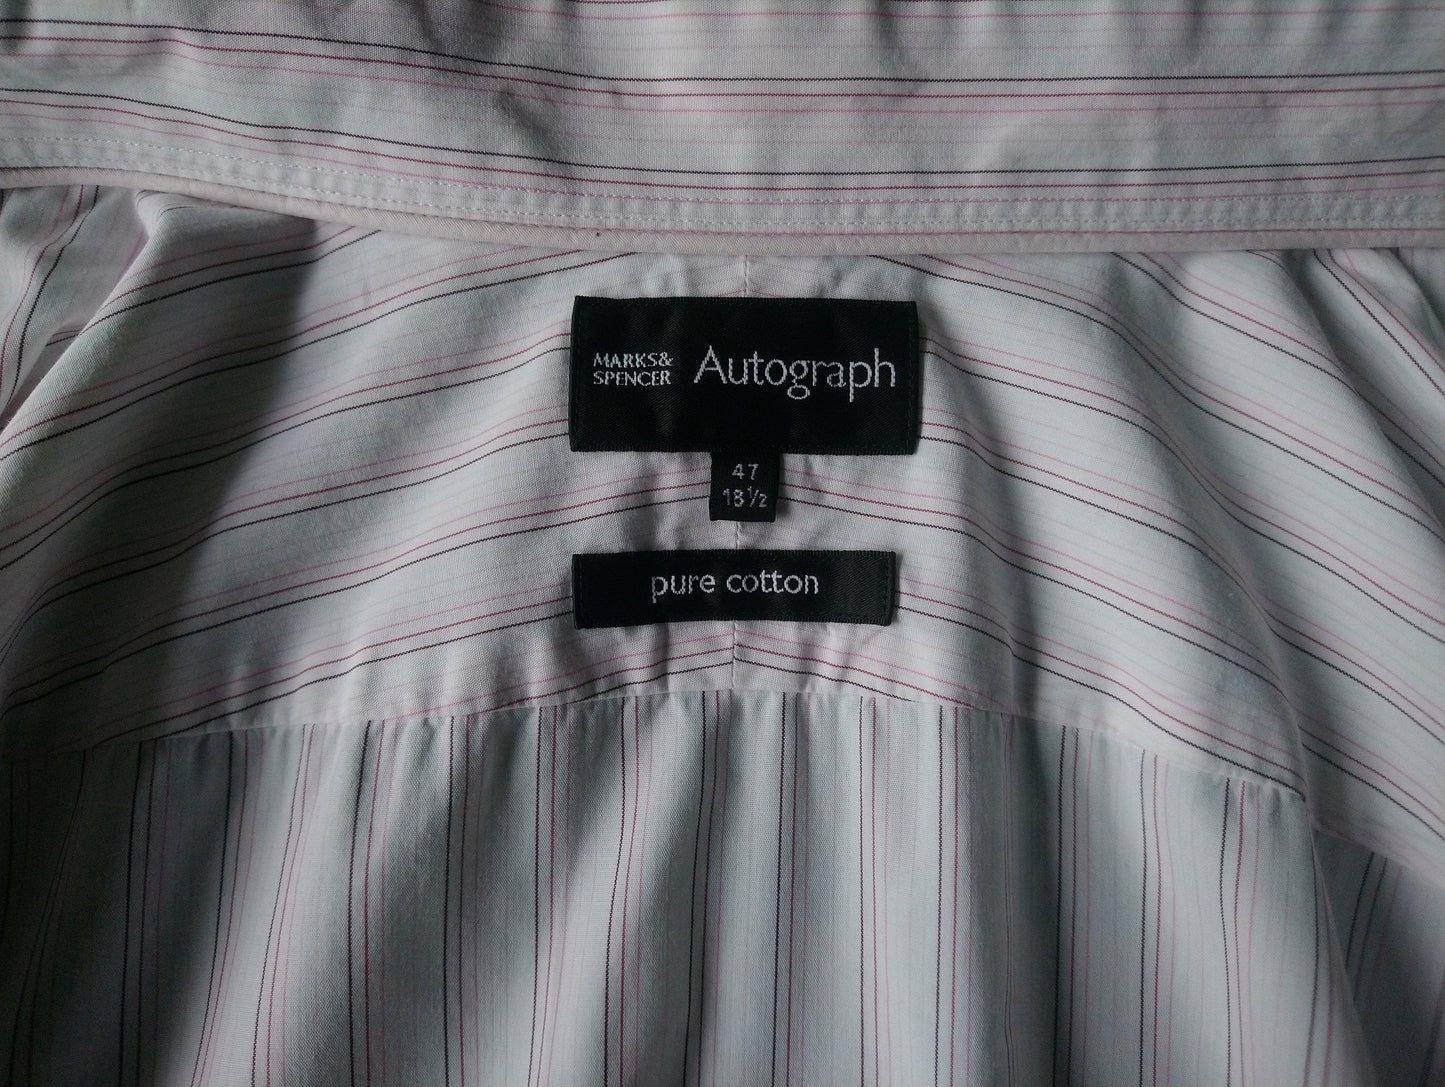 MARKS&
SPENCER
Autograph
47
18½
pure cotton